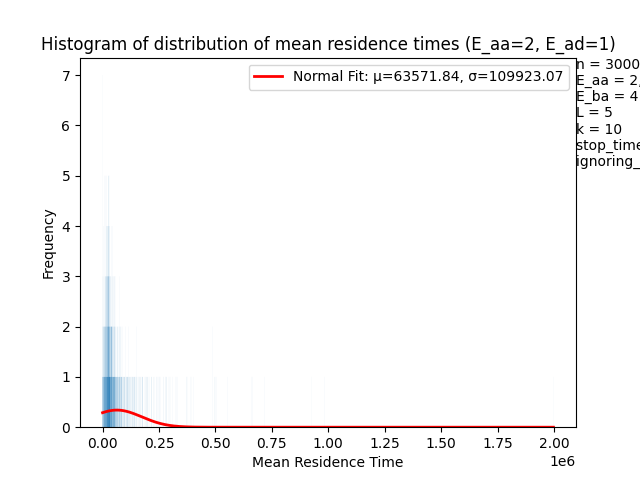 Histogram of distribution of mean residence times (E_aa=2, E_ad=1)
Normal Fit: μ=63571.84, σ=109923.07
n = 3000
E_aa = 2,
E_ba = 4
L = 5
k = 10
stop_time
ignoring_
Frequency
7
6
5
4
3
2
1
0
0.00 0.25 0.50 0.75 1.00 1.25 1.50 1.75 2.00
1e6
Mean Residence Time